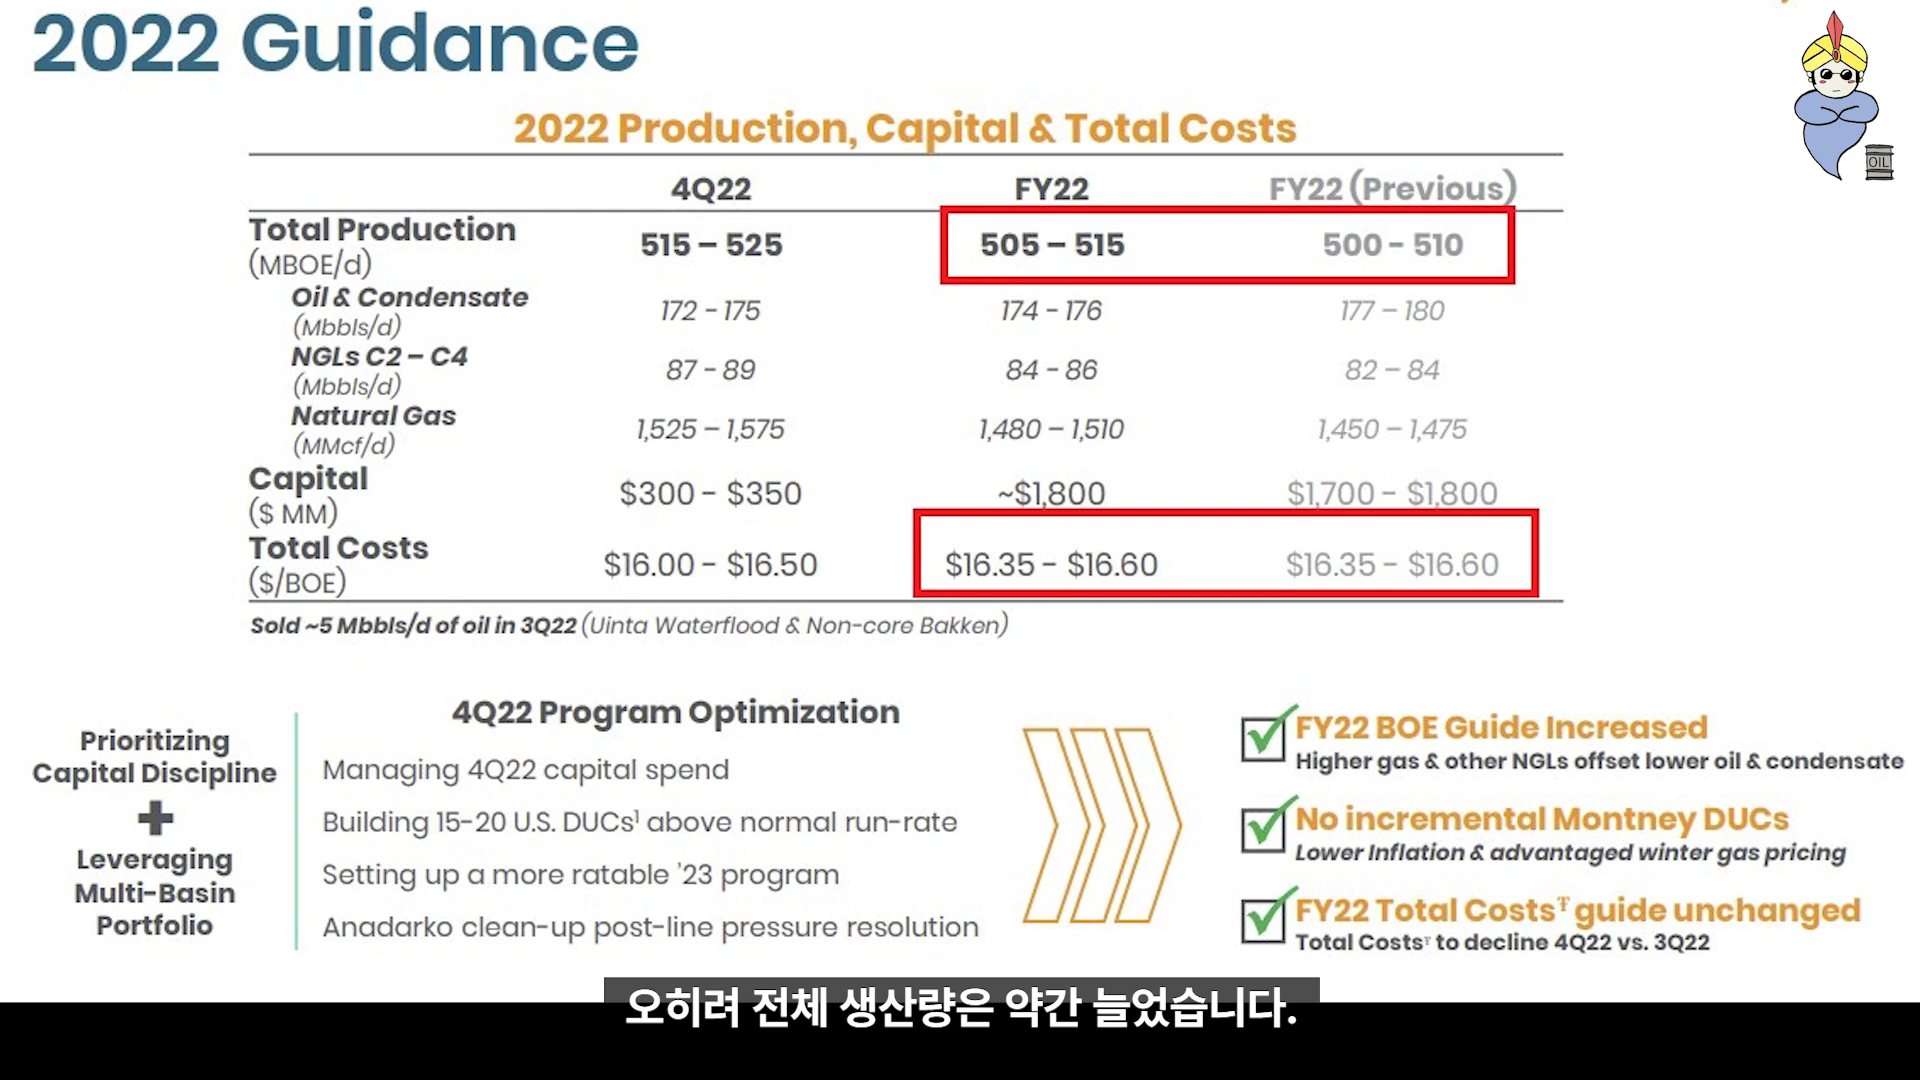 2022 Guidance
OIL
2022 Production, Capital & Total Costs
4Q22 FY22 FY22 (Previous)
Total Production
(MBOE/d) 515 – 525 505 – 515 500 - 510
Oil & Condensate
(Mbbls/d) 172 - 175 174 - 176 177 – 180
NGLs C2 – C4
(Mbbls/d) 87 - 89 84 - 86 82 – 84
Natural Gas
(MMcf/d) 1,525 – 1,575 1,480 – 1,510 1,450 – 1,475
Capital
($ MM) $300 - $350 ~$1,800 $1,700 - $1,800
Total Costs
($/BOE) $16.00 - $16.50 $16.35 - $16.60 $16.35 - $16.60
Sold ~5 Mbbls/d of oil in 3Q22 (Uinta Waterflood & Non-core Bakken)
Prioritizing
Capital Discipline
+
Leveraging
Multi-Basin
Portfolio
4Q22 Program Optimization
Managing 4Q22 capital spend
Building 15-20 U.S. DUCs¹ above normal run-rate
Setting up a more ratable '23 program
Anadarko clean-up post-line pressure resolution
FY22 BOE Guide Increased
Higher gas & other NGLs offset lower oil & condensate
No incremental Montney DUCs
Lower Inflation & advantaged winter gas pricing
FY22 Total Costs Ŧ guide unchanged
Total Costs Ŧ to decline 4Q22 vs. 3Q22
오히려 전체 생산량은 약간 늘었습니다.